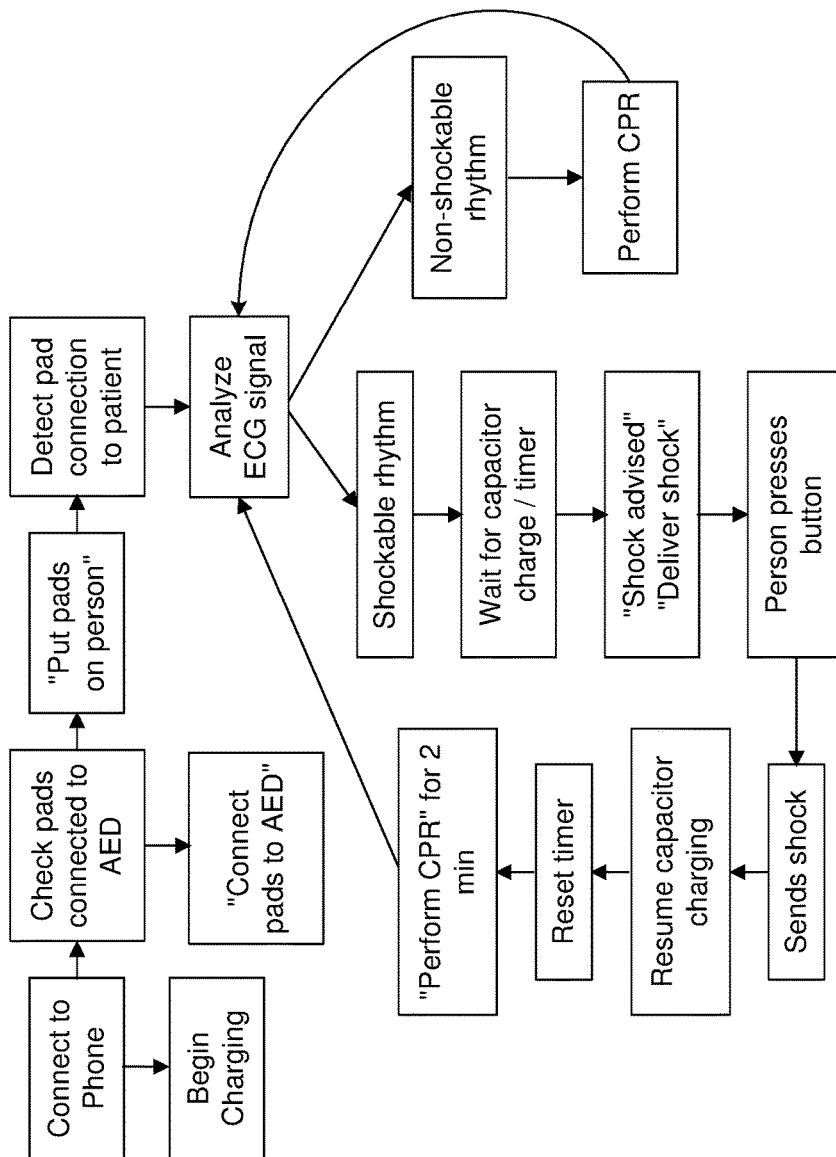 Connect to
Phone
Begin
Charging
Check pads
connected to
AED
"Connect
pads to AED"
"Put pads
on person"
Detect pad
connection
to patient
Analyze
ECG signal
Non-shockable
rhythm
Perform CPR
Shockable rhythm
Wait for capacitor
charge / timer
"Shock advised"
"Deliver shock"
Person presses
button
Sends shock
Resume capacitor
charging
Reset timer
"Perform CPR" for 2
min